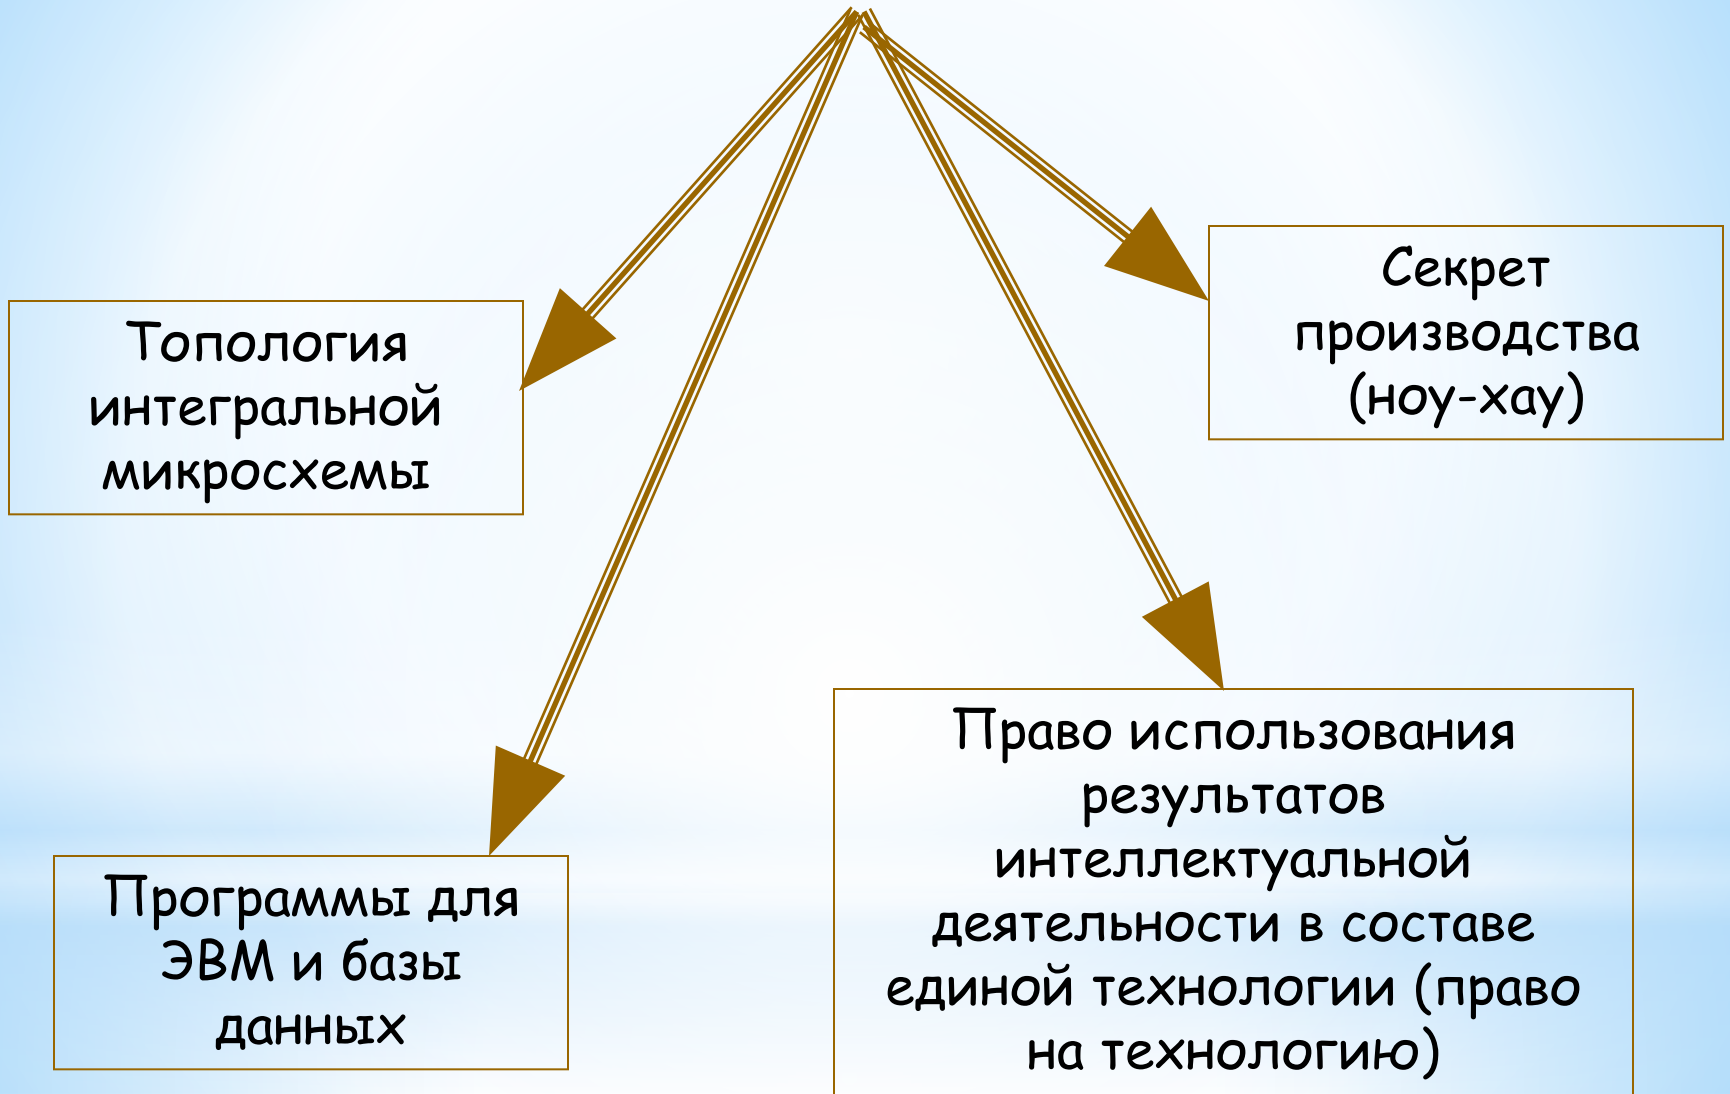 Секрет
производства
(ноу-хау)
Топология
интегральной
микросхемы
Право использования
результатов
интеллектуальной
деятельности в составе
единой технологии (право
на технологию)
Программы для
ЭВМ и базы
данных